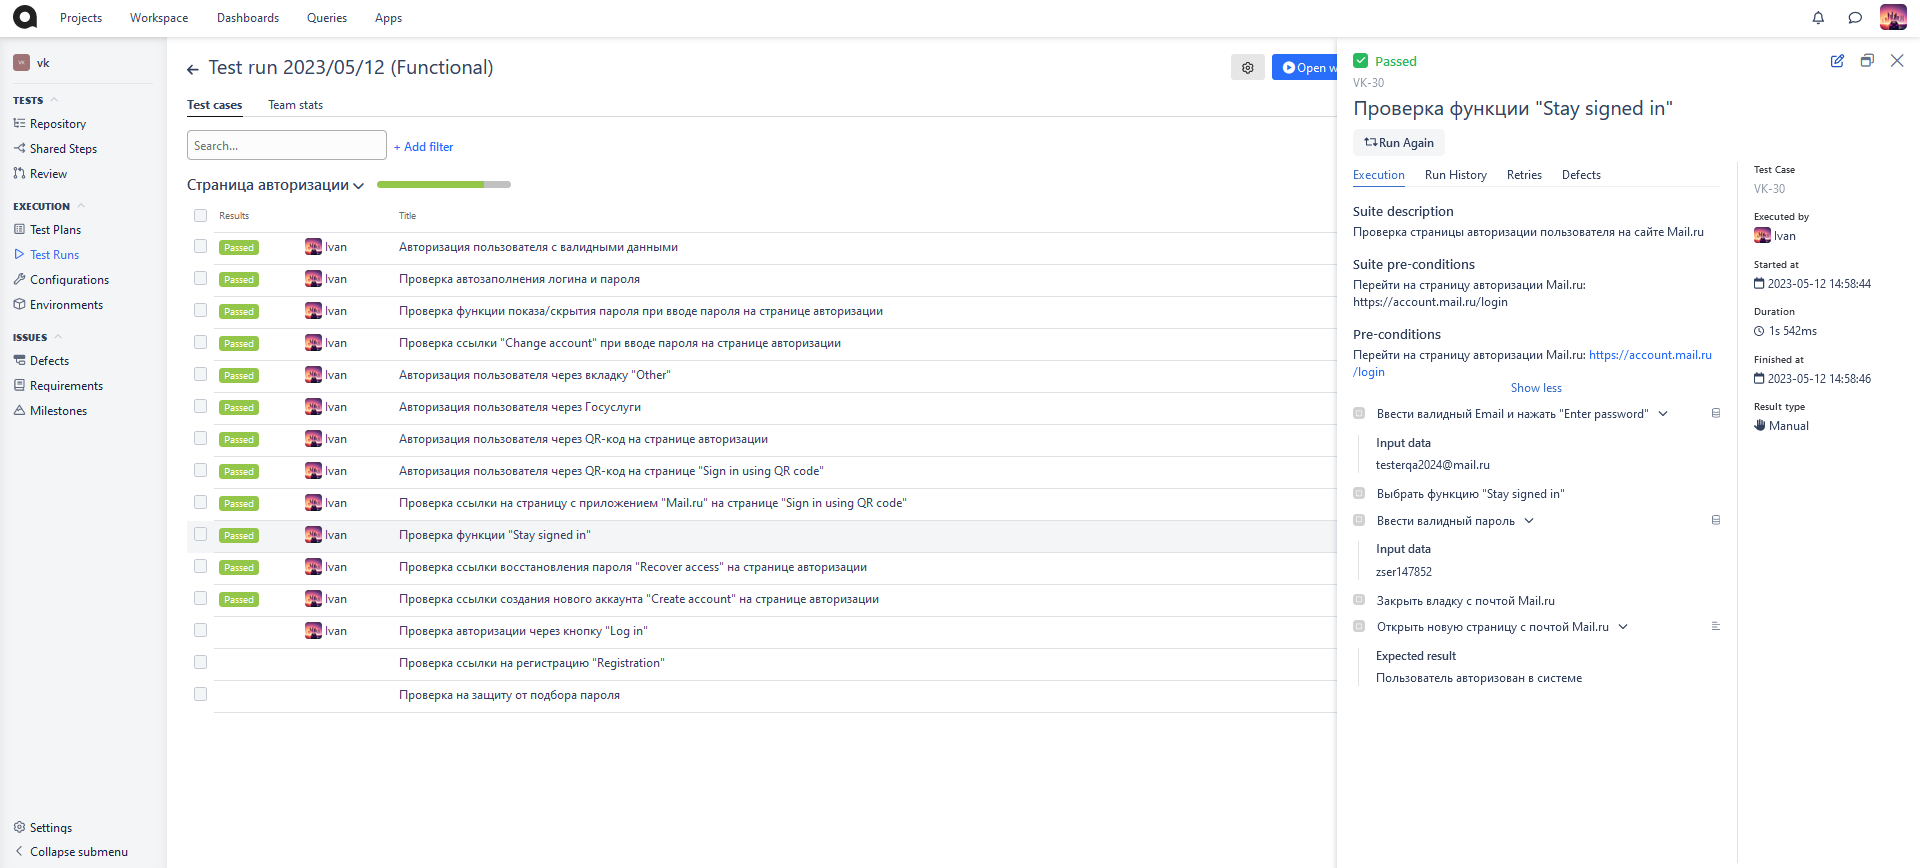 Projects
Workspace
Dashboards
Queries
Apps
vk
TESTS
Repository
Shared Steps
Review
EXECUTION
Test Plans
Test Runs
Configurations
Environments
ISSUES
Defects
Requirements
Milestones
Settings
Collapse submenu
Test run 2023/05/12 (Functional)
Open w
Test cases
Team stats
Search...
+ Add filter
Страница авторизации
Results Title
Passed Ivan Авторизация пользователя с валидными данными
Passed Ivan Проверка автозаполнения логина и пароля
Passed Ivan Проверка функции показа/скрытия пароля при вводе пароля на странице авторизации
Passed Ivan Проверка ссылки "Change account" при вводе пароля на странице авторизации
Passed Ivan Авторизация пользователя через вкладку "Other"
Passed Ivan Авторизация пользователя через Госуслуги
Passed Ivan Авторизация пользователя через QR-код на странице авторизации
Passed Ivan Авторизация пользователя через QR-код на странице "Sign in using QR code"
Passed Ivan Проверка ссылки на страницу с приложением "Mail.ru" на странице "Sign in using QR code"
Passed Ivan Проверка функции "Stay signed in"
Passed Ivan Проверка ссылки восстановления пароля "Recover access" на странице авторизации
Passed Ivan Проверка ссылки создания нового аккаунта "Create account" на странице авторизации
Ivan Проверка авторизации через кнопку "Log in"
Проверка ссылки на регистрацию "Registration"
Проверка на защиту от подбора пароля
Passed
VK-30
Проверка функции "Stay signed in"
Run Again
Execution
Run History
Retries
Defects
Suite description
Проверка страницы авторизации пользователя на сайте Mail.ru
Suite pre-conditions
Перейти на страницу авторизации Mail.ru:
https://account.mail.ru/login
Pre-conditions
Перейти на страницу авторизации Mail.ru: https://account.mail.ru
/login
Show less
Ввести валидный Email и нажать "Enter password"
Input data
testerqa2024@mail.ru
Выбрать функцию "Stay signed in"
Ввести валидный пароль
Input data
zser147852
Закрыть владку с почтой Mail.ru
Открыть новую страницу с почтой Mail.ru
Expected result
Пользователь авторизован в системе
Test Case
VK-30
Executed by
Ivan
Started at
2023-05-12 14:58:44
Duration
1s 542ms
Finished at
2023-05-12 14:58:46
Result type
Manual